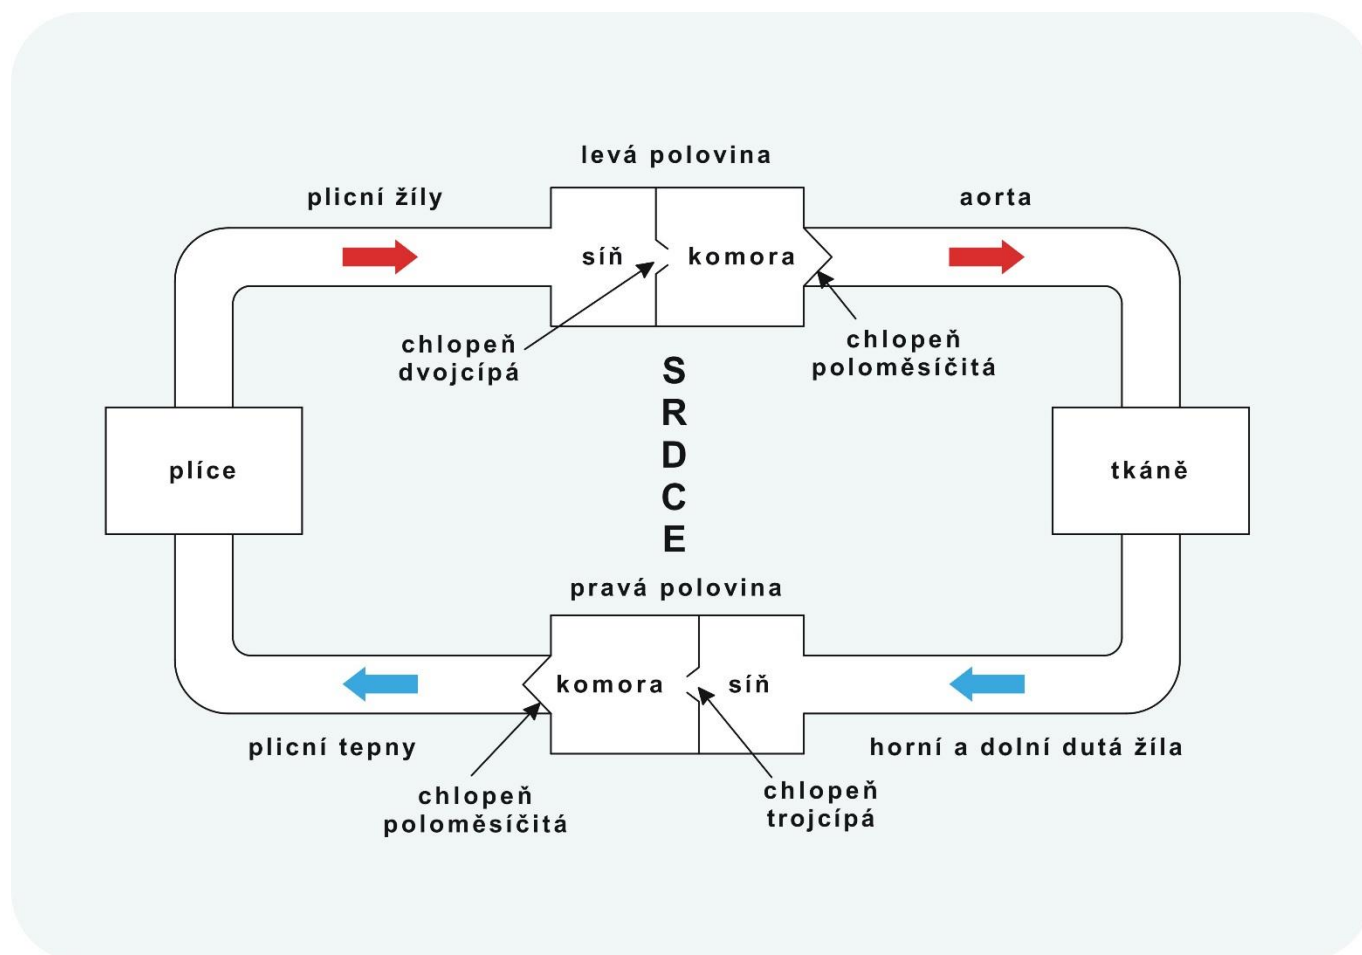 levá polovina
plicní žíly
aorta
síň
komora
chlopeň
dvojcípá
chlopeň
poloměsíčitá
S
R
D
C
E
plíce
tkáně
pravá polovina
komora
síň
plicní tepny
horní a dolní dutá žíla
chlopeň
poloměsíčitá
chlopeň
trojcípá